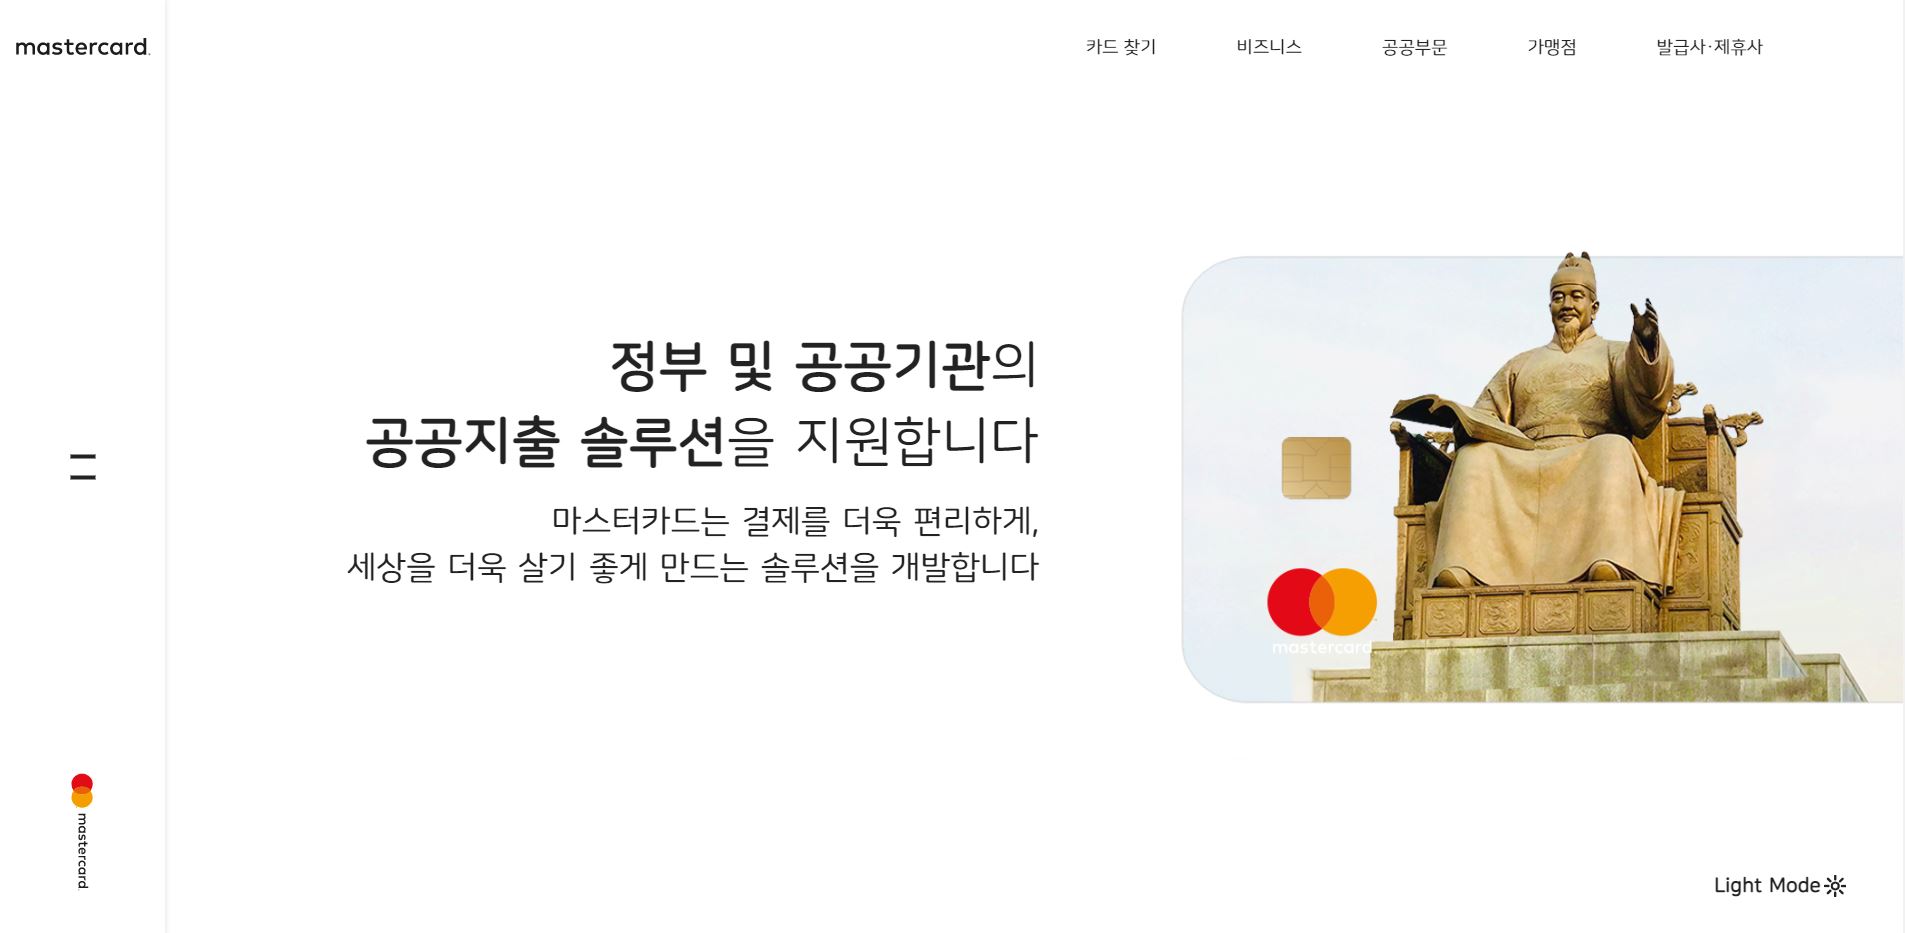 mastercard.
카드 찾기
비즈니스
공공부문
가맹점
발급사·제휴사
정부 및 공공기관의
공공지출 솔루션을 지원합니다
마스터카드는 결제를 더욱 편리하게,
세상을 더욱 살기 좋게 만드는 솔루션을 개발합니다
mastercard
mastercard.
Light Mode